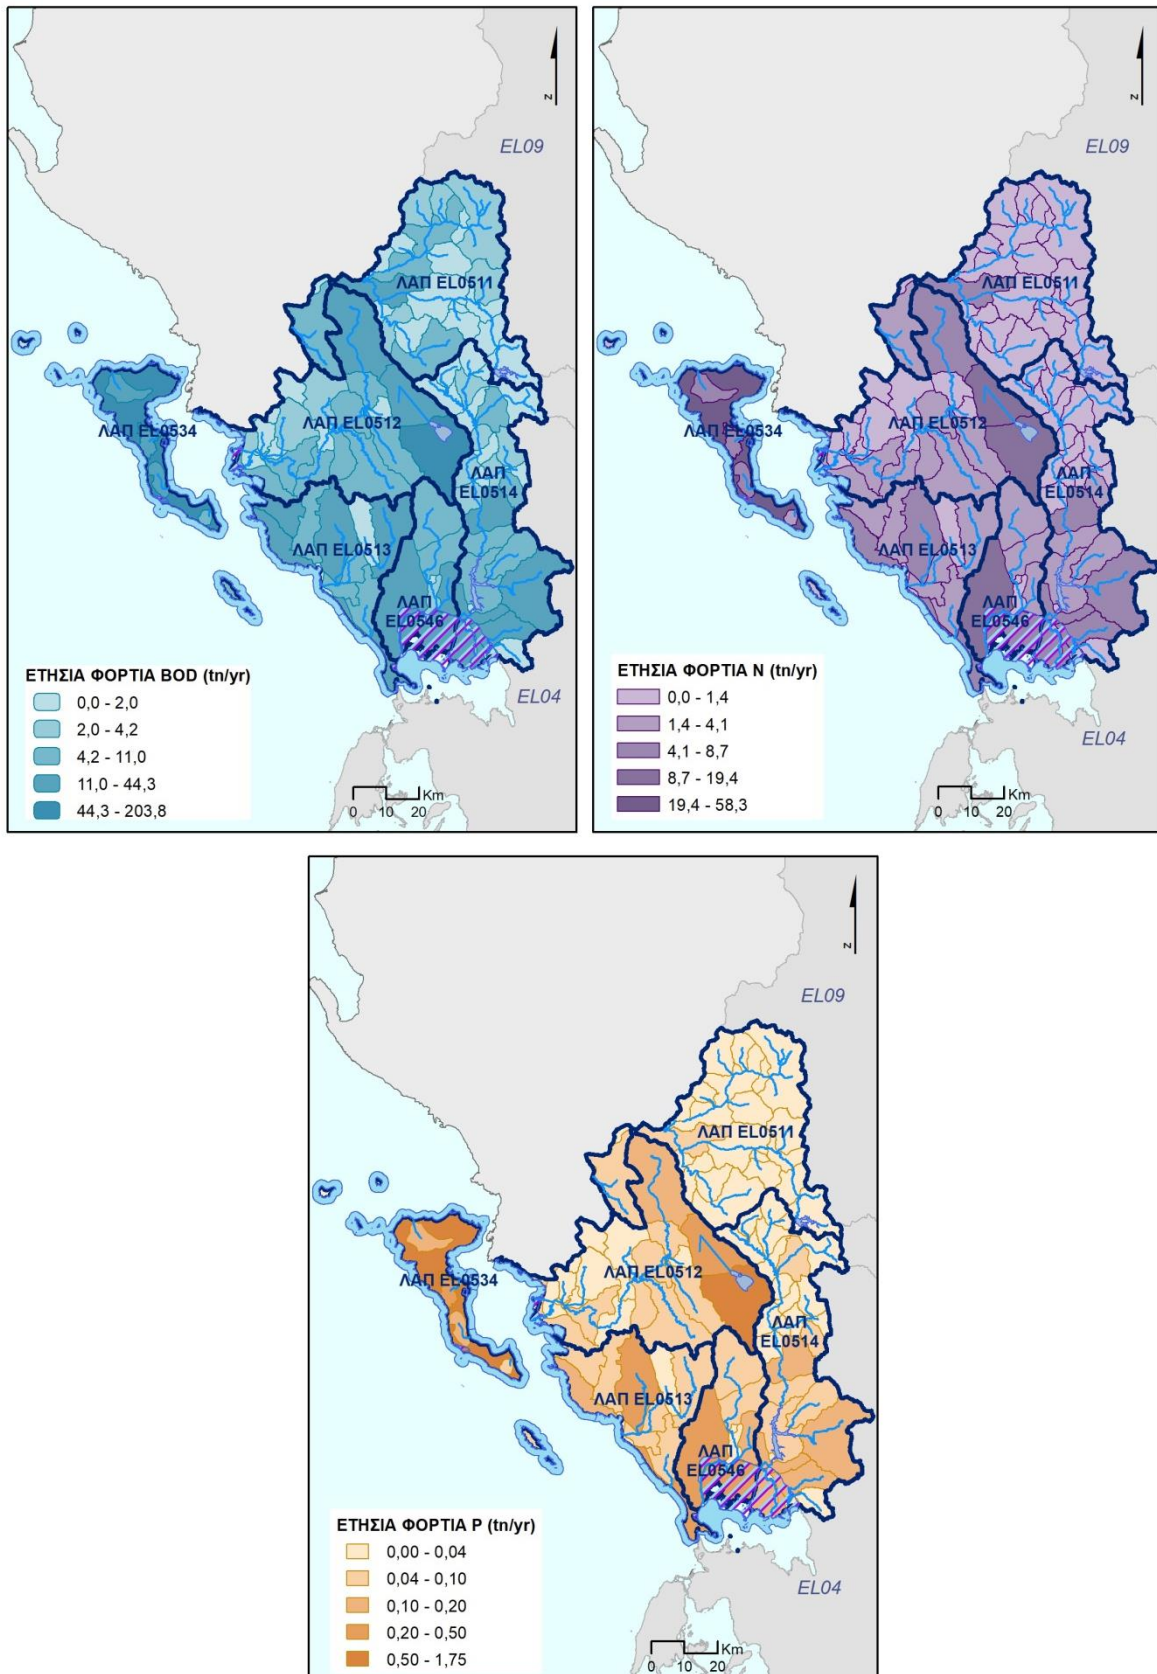 N
EL09
ΛΑΠ EL0511
ΛΑΠ EL0512
ΛΑΠ EL0534
ΛΑΠ
EL0514
ΛΑΠ EL0513
ΛΑΠ
EL0546
ΕΤΗΣΙΑ ΦΟΡΤΙΑ BOD (tn/yr)
0,0 - 2,0
2,0 - 4,2
4,2 - 11,0
11,0 - 44,3
44,3 - 203,8
EL04
Km
0 10 20
N
EL09
ΛΑΠ EL0511
ΛΑΠ EL0512
ΛΑΠ EL0534
ΛΑΠ
EL0514
ΛΑΠ EL0513
ΛΑΠ
EL0546
ΕΤΗΣΙΑ ΦΟΡΤΙΑ N (tn/yr)
0,0 - 1,4
1,4 - 4,1
4,1 - 8,7
8,7 - 19,4
19,4 - 58,3
EL04
Km
0 10 20
N
EL09
ΛΑΠ EL0511
ΛΑΠ EL0512
ΛΑΠ EL0534
ΛΑΠ
EL0514
ΛΑΠ EL0513
ΛΑΠ
EL0546
ΕΤΗΣΙΑ ΦΟΡΤΙΑ P (tn/yr)
0,00 - 0,04
0,04 - 0,10
0,10 - 0,20
0,20 - 0,50
0,50 - 1,75
EL04
Km
0 10 20